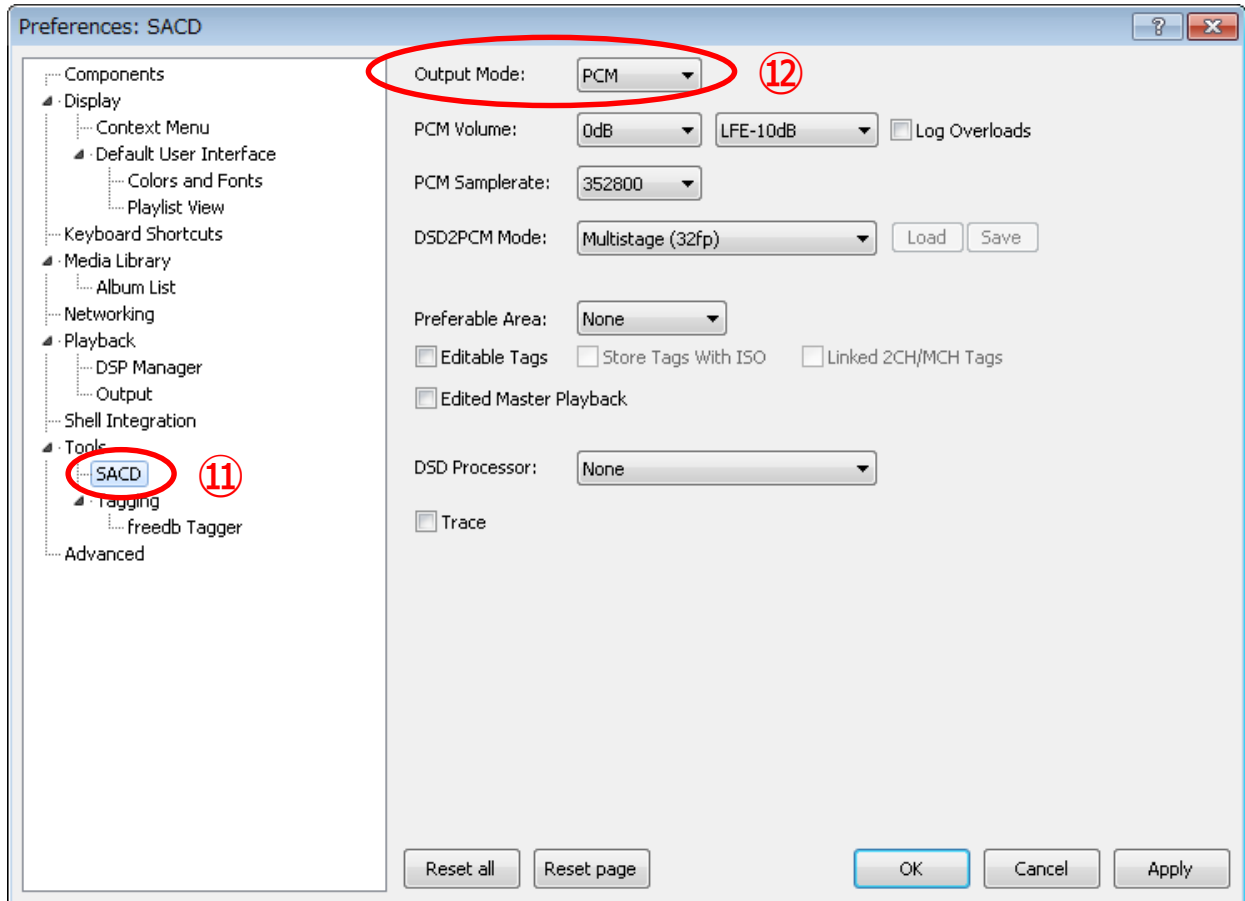 Preferences: SACD
?
Components
Display
Context Menu
Default User Interface
Colors and Fonts
Playlist View
Keyboard Shortcuts
Media Library
Album List
Networking
Playback
DSP Manager
Output
Shell Integration
Tools
SACD ⑪
Tagging
freedb Tagger
Advanced
Output Mode: PCM ⑫
PCM Volume: 0dB LFE-10dB Log Overloads
PCM Samplerate: 352800
DSD2PCM Mode: Multistage (32fp) Load Save
Preferable Area: None
Editable Tags Store Tags With ISO Linked 2CH/MCH Tags
Edited Master Playback
DSD Processor: None
Trace
Reset all Reset page OK Cancel Apply